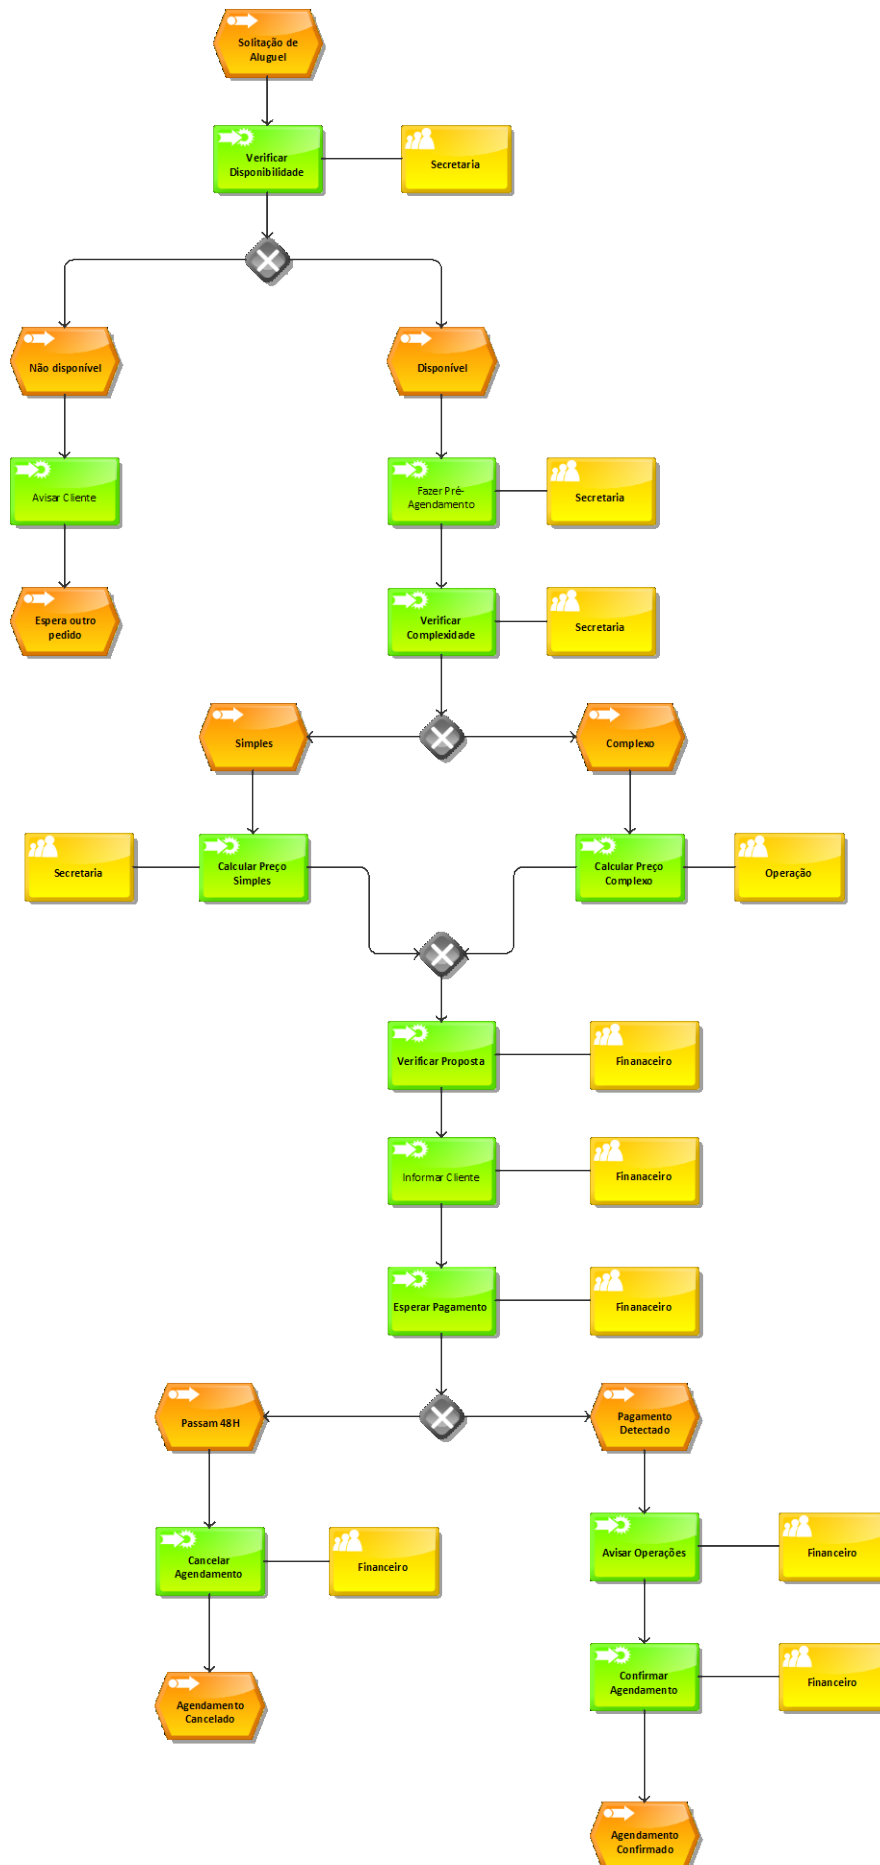 Solitação de
Aluguel
Verificar
Disponibilidade
Secretaria
Não disponível
Disponível
Avisar Cliente
Fazer Pré-
Agendamento
Secretaria
Espera outro
pedido
Verificar
Complexidade
Secretaria
Simples
Complexo
Secretaria
Calcular Preço
Simples
Calcular Preço
Complexo
Operação
Verificar Proposta
Finanaceiro
Informar Cliente
Finanaceiro
Esperar Pagamento
Finanaceiro
Passam 48H
Pagamento
Detectado
Cancelar
Agendamento
Financeiro
Avisar Operações
Financeiro
Agendamento
Cancelado
Confirmar
Agendamento
Financeiro
Agendamento
Confirmado